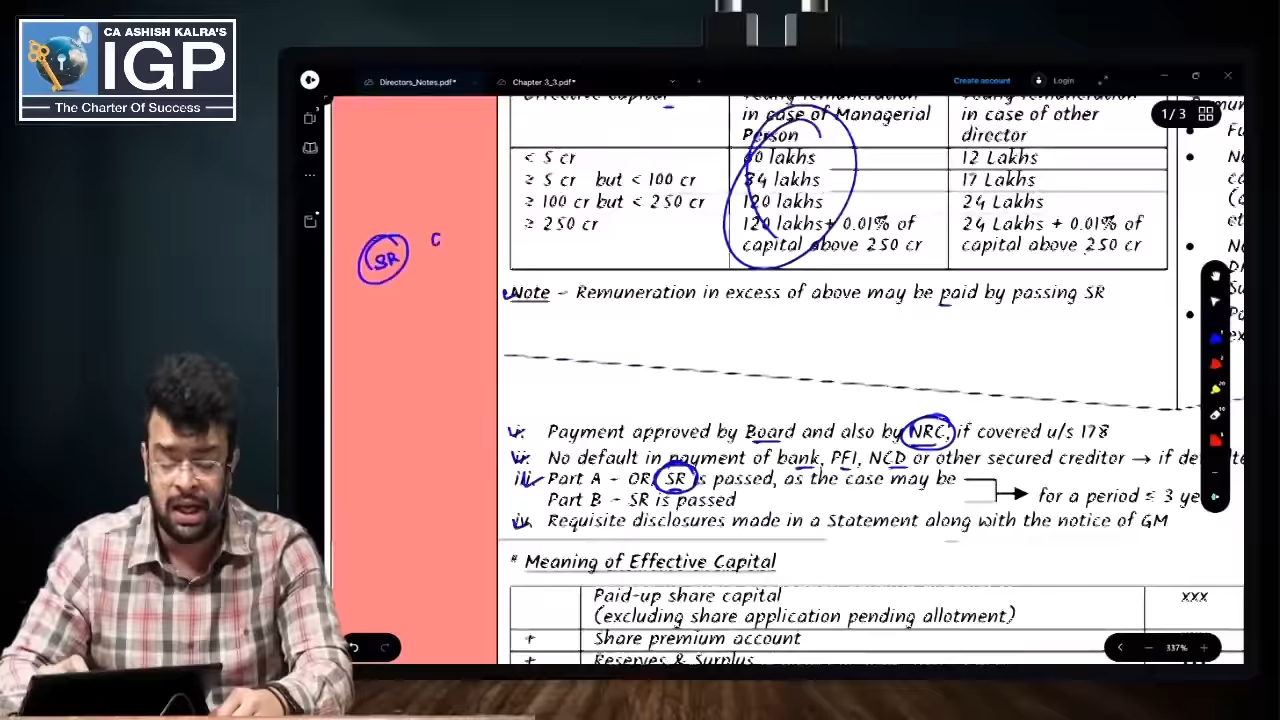 CA ASHISH KALRA'S
IGP
The Charter Of Success
Directors_Notes.pdf*
Chapter 3_3.pdf*
Create account
Login
1/3
in case of Managerial
Person
in case of other
director
< 5 cr
60 lakhs
12 Lakhs
≥ 5 cr but < 100 cr
84 lakhs
17 Lakhs
≥ 100 cr but < 250 cr
120 lakhs
24 Lakhs
≥ 250 cr
120 lakhs+ 0.01% of
capital above 250 cr
24 Lakhs + 0.01% of
capital above 250 cr
SR
Note - Remuneration in excess of above may be paid by passing SR
i. Payment approved by Board and also by NRC, if covered u/s 178
ii. No default in payment of bank, PFI, NCD or other secured creditor → if
iii. Part A - OR/SR is passed, as the case may be
Part B - SR is passed
for a period ≤ 3 ye
iv. Requisite disclosures made in a Statement along with the notice of GM
* Meaning of Effective Capital
Paid-up share capital
(excluding share application pending allotment)
xxx
+ Share premium account
+ Reserves & Surplus
337%